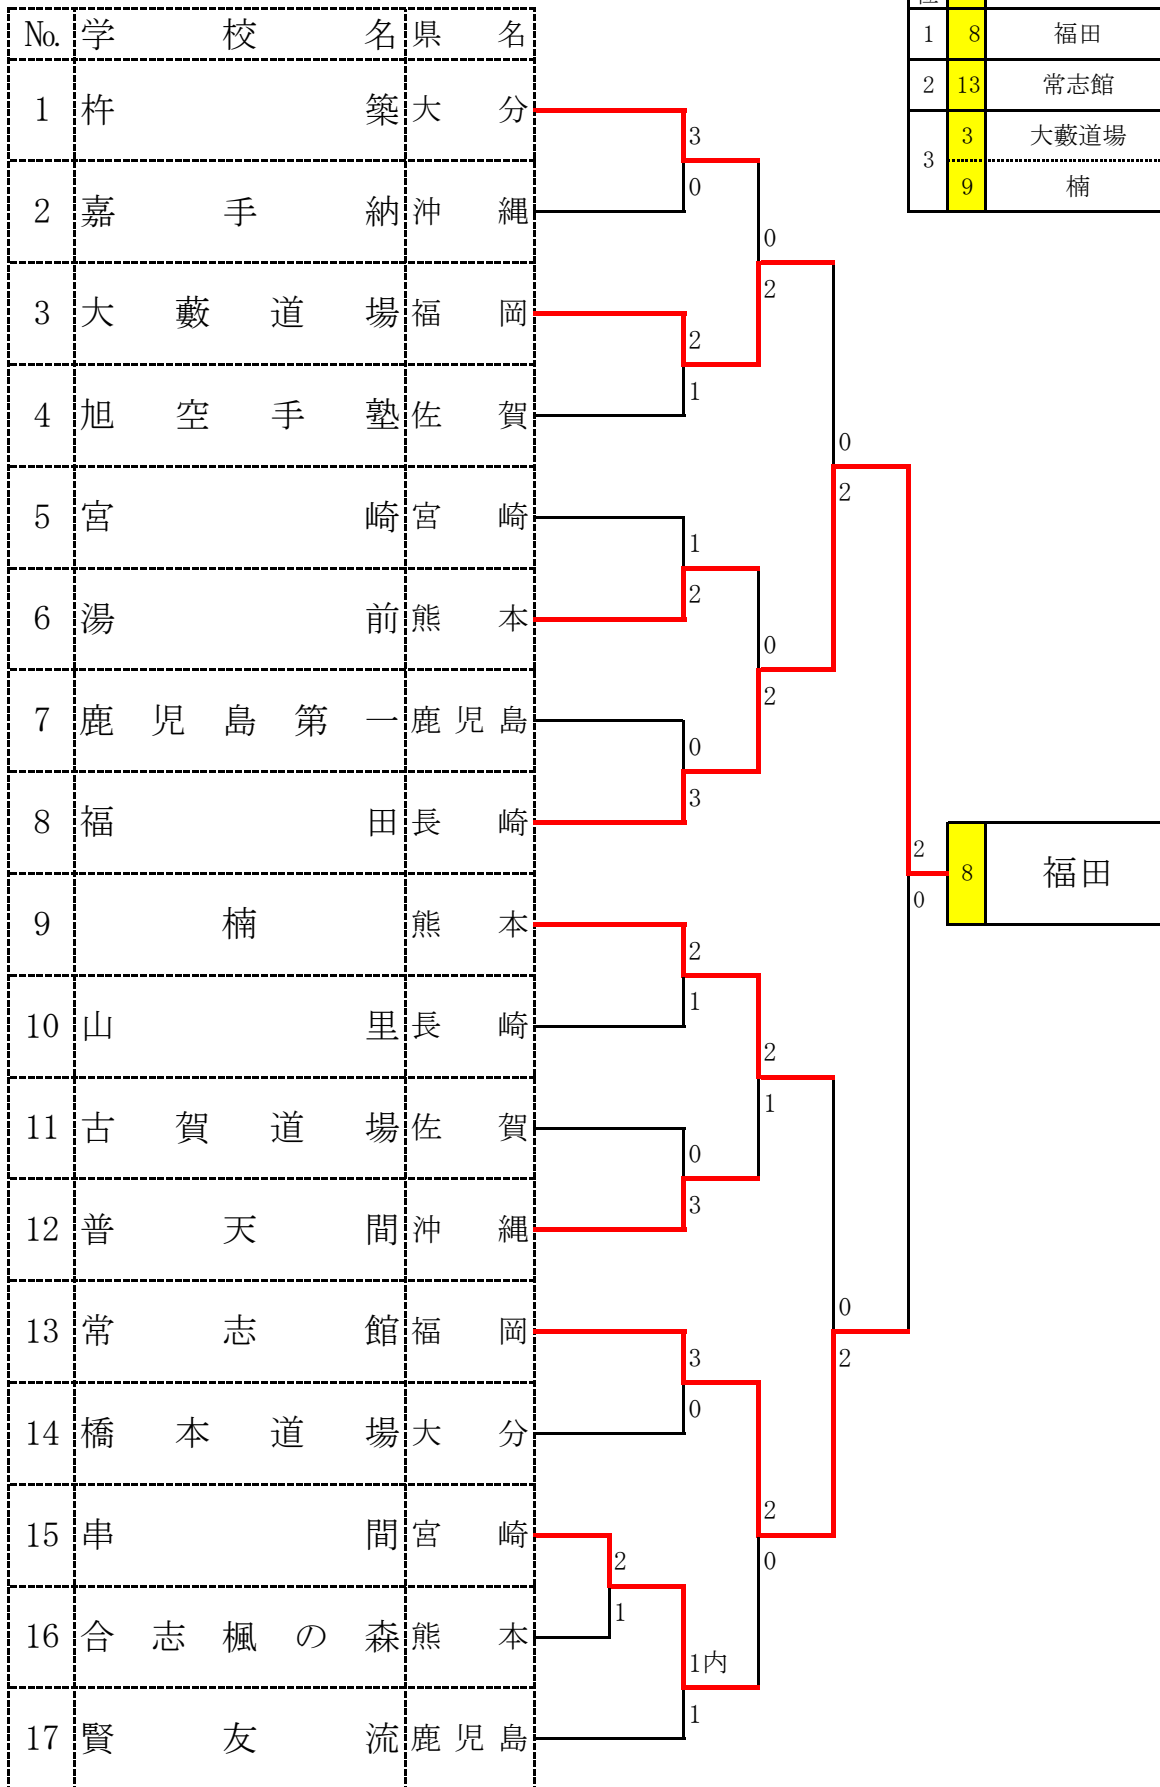 No. 学校名 県名
1 杵築 大分
2 嘉手納 沖縄
3 大藪道場 福岡
4 旭空手塾 佐賀
5 宮崎 宮崎
6 湯前 熊本
7 鹿児島第一 鹿児島
8 福田 長崎
9 楠 熊本
10 山里 長崎
11 古賀道場 佐賀
12 普天間 沖縄
13 常志館 福岡
14 橋本道場 大分
15 串間 宮崎
16 合志楓の森 熊本
17 賢友流 鹿児島
3
0
2
1
1
2
0
3
2
1
0
3
3
0
2
1
1内
1
0
2
0
2
2
1
2
0
0
2
0
2
2
0
8 福田
1 8 福田
2 13 常志館
3 3 大藪道場
9 楠